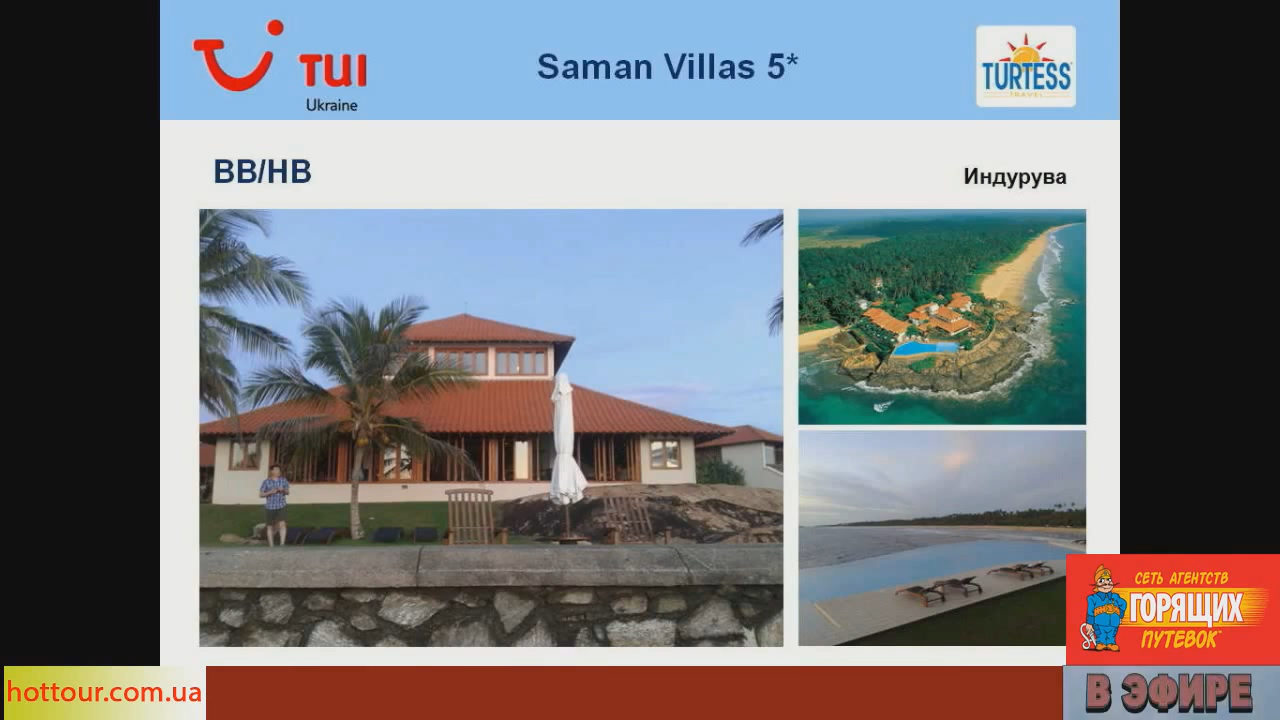 TUI
Ukraine
Saman Villas 5*
TURTESS
TRAVEL
BB/HB
Индурува
СЕТЬ АГЕНТСТВ
ГОРЯЩИХ
ПУТЕВОК
hottour.com.ua
В ЭФИРЕ